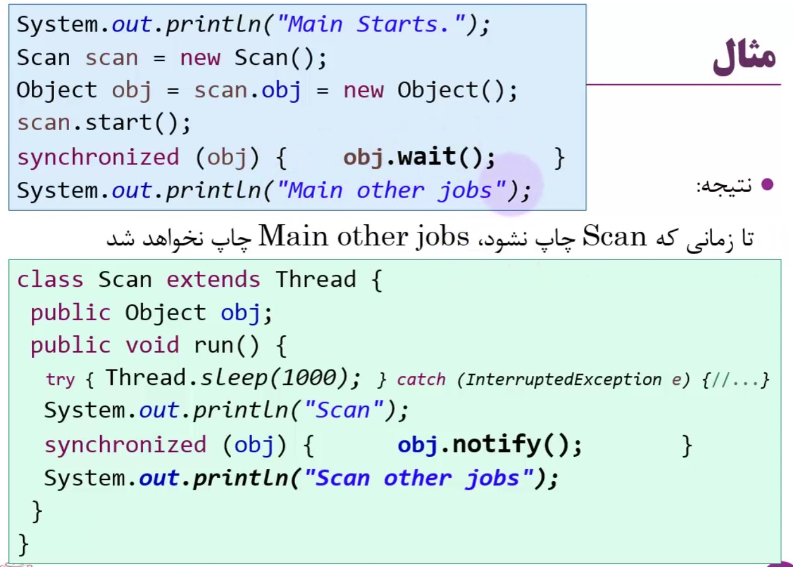 System.out.println("Main Starts.");
Scan scan = new Scan();
Object obj = scan.obj = new Object();
scan.start();
synchronized (obj) { obj.wait(); }
System.out.println("Main other jobs");
مثال
نتیجه:
تا زمانی که Scan چاپ نشود، Main other jobs چاپ نخواهد شد
class Scan extends Thread {
public Object obj;
public void run() {
try { Thread.sleep(1000); } catch (InterruptedException e) {//...}
System.out.println("Scan");
synchronized (obj) { obj.notify(); }
System.out.println("Scan other jobs");
}
}